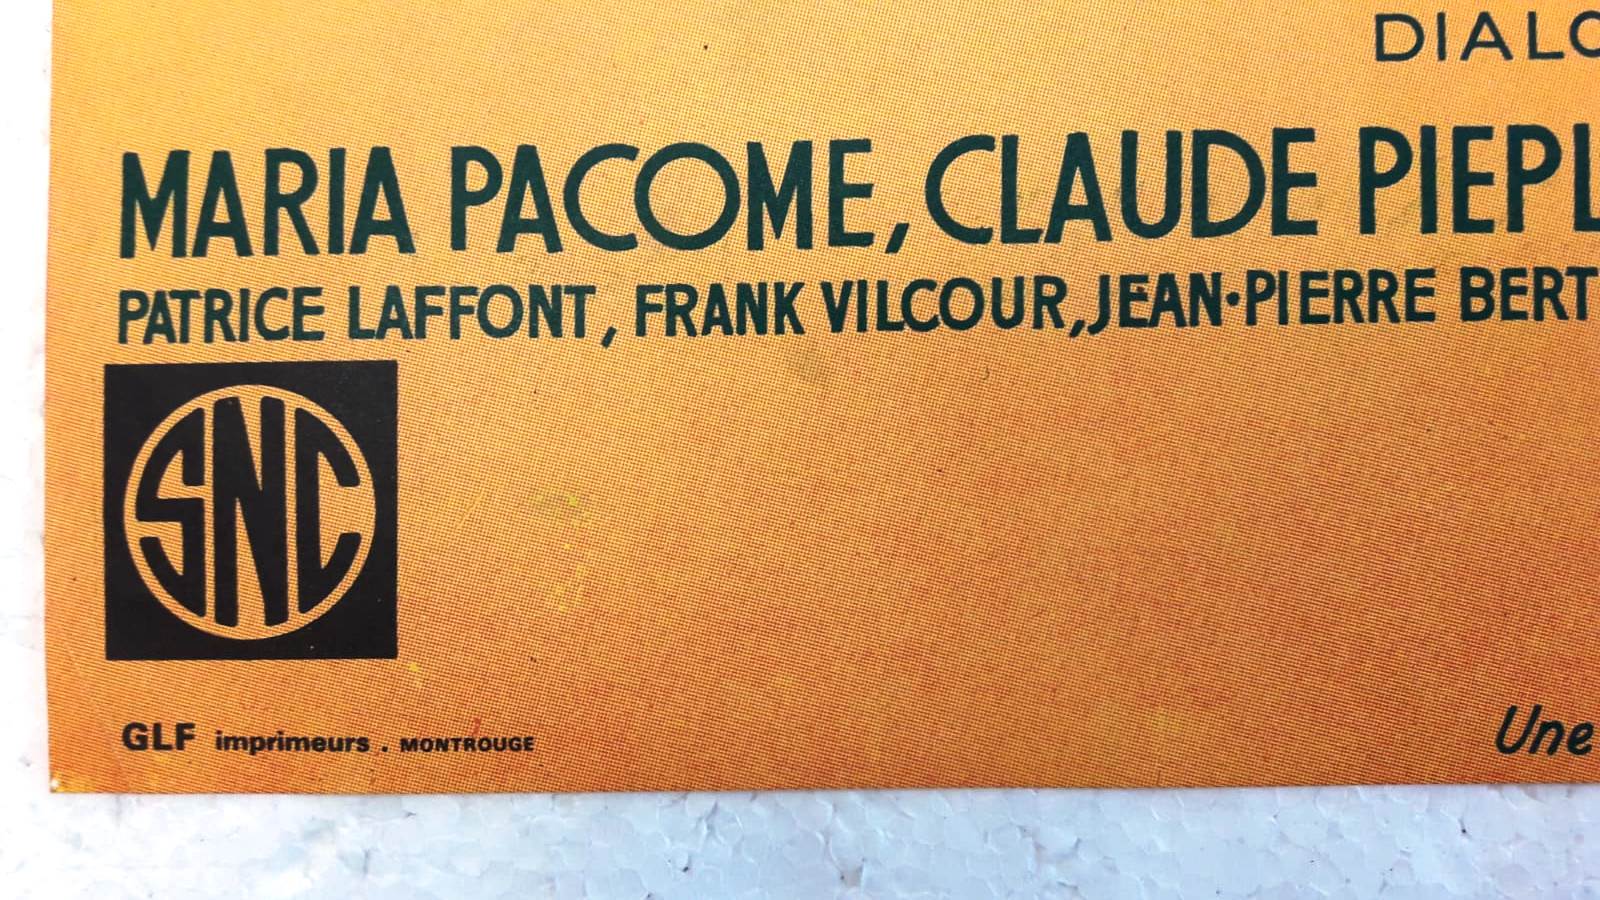 DIALO
MARIA PACOME, CLAUDE PIEPL
PATRICE LAFFONT, FRANK VILCOUR, JEAN-PIERRE BERT
SNC
GLF imprimeurs . MONTROUGE
Une